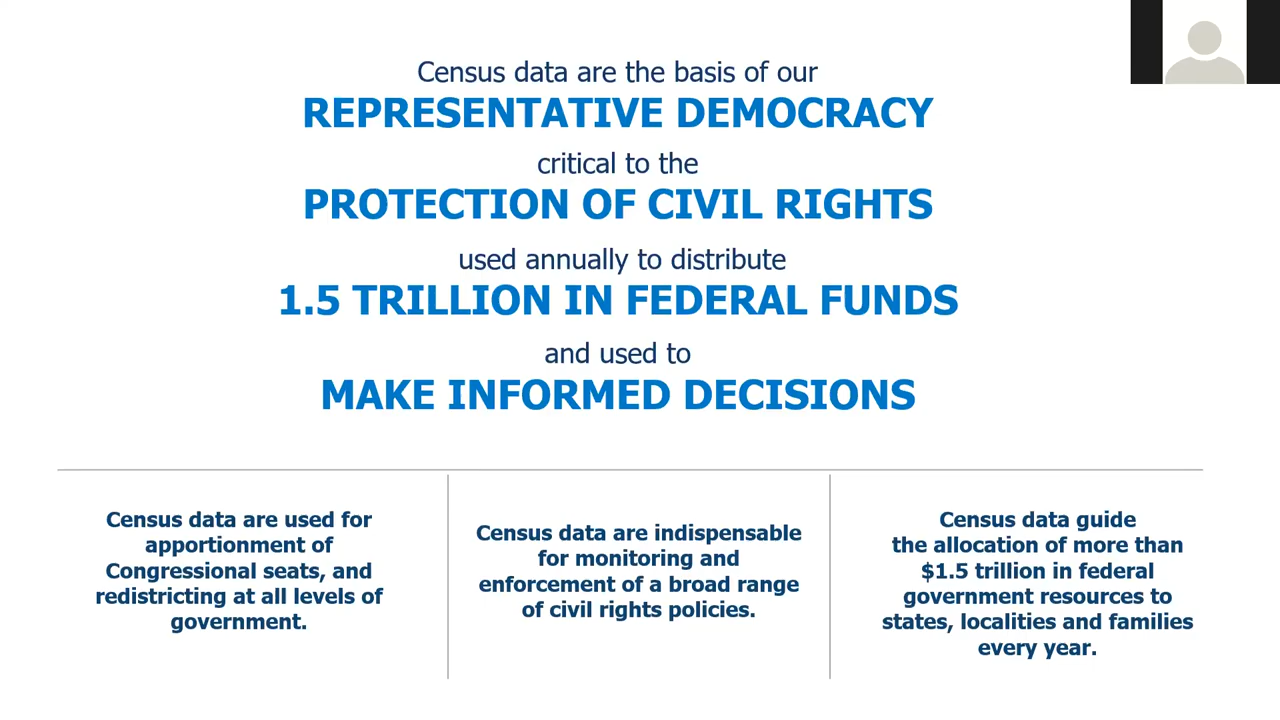 Census data are the basis of our
REPRESENTATIVE DEMOCRACY
critical to the
PROTECTION OF CIVIL RIGHTS
used annually to distribute
1.5 TRILLION IN FEDERAL FUNDS
and used to
MAKE INFORMED DECISIONS
Census data are used for
apportionment of
Congressional seats, and
redistricting at all levels of
government.
Census data are indispensable
for monitoring and
enforcement of a broad range
of civil rights policies.
Census data guide
the allocation of more than
$1.5 trillion in federal
government resources to
states, localities and families
every year.